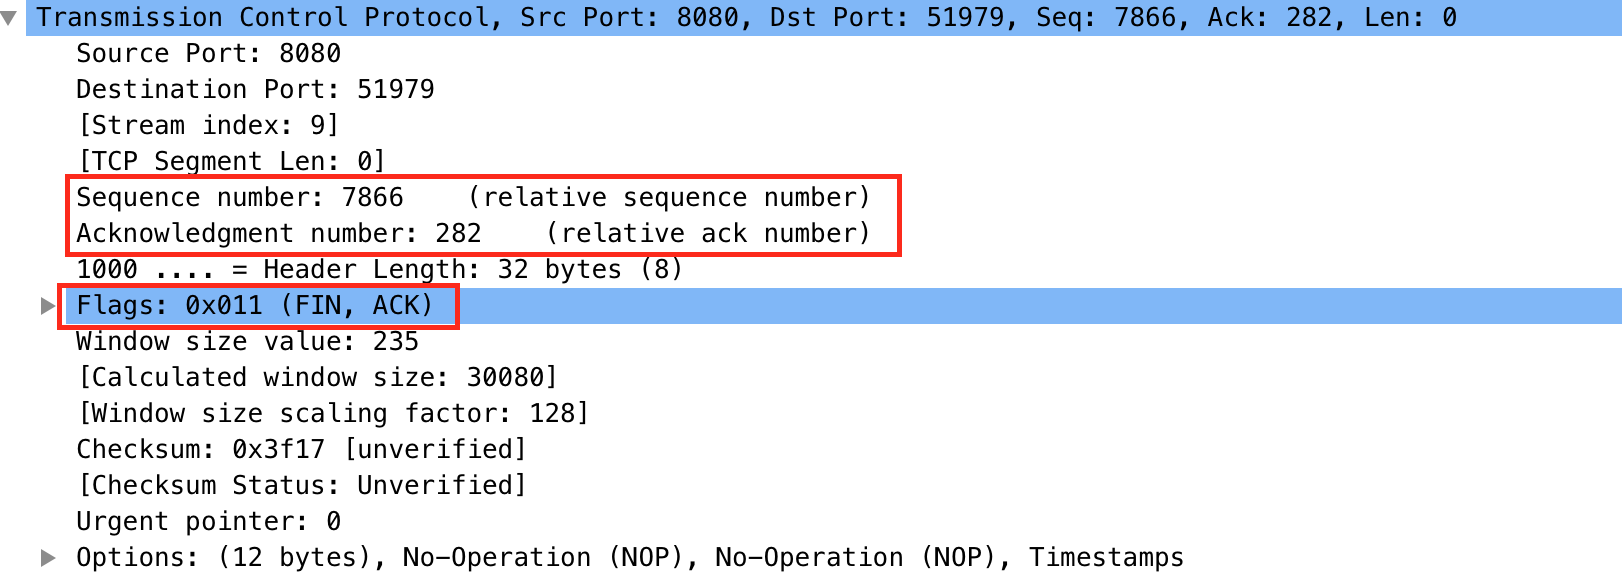 Transmission Control Protocol, Src Port: 8080, Dst Port: 51979, Seq: 7866, Ack: 282, Len: 0
Source Port: 8080
Destination Port: 51979
[Stream index: 9]
[TCP Segment Len: 0]
Sequence number: 7866    (relative sequence number)
Acknowledgment number: 282    (relative ack number)
1000 .... = Header Length: 32 bytes (8)
Flags: 0x011 (FIN, ACK)
Window size value: 235
[Calculated window size: 30080]
[Window size scaling factor: 128]
Checksum: 0x3f17 [unverified]
[Checksum Status: Unverified]
Urgent pointer: 0
Options: (12 bytes), No-Operation (NOP), No-Operation (NOP), Timestamps